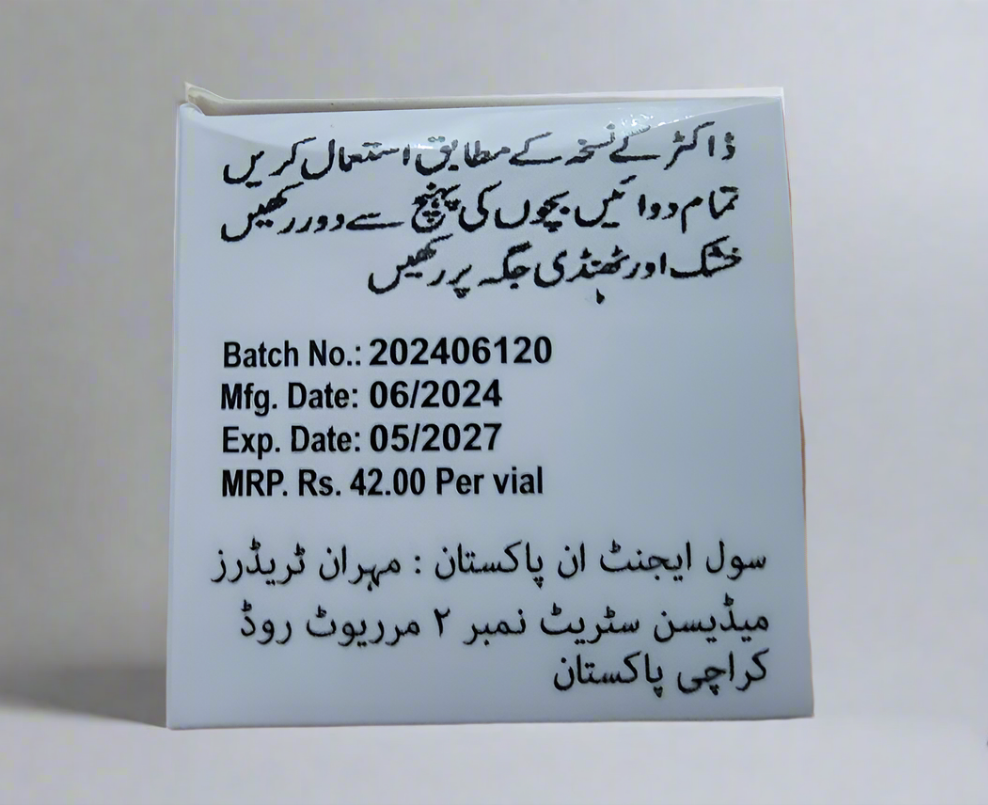 ڈاکٹر کے نسخہ کے مطابق استعمال کریں
تمام دوائیں بچوں کی پہنچ سے دور رکھیں
خشک اور ٹھنڈی جگہ پر رکھیں
Batch No.: 202406120
Mfg. Date: 06/2024
Exp. Date: 05/2027
MRP. Rs. 42.00 Per vial
سول ایجنٹ ان پاکستان : مہران ٹریڈرز
میڈیسن سٹریٹ نمبر ۲ مرریوٹ روڈ
کراچی پاکستان